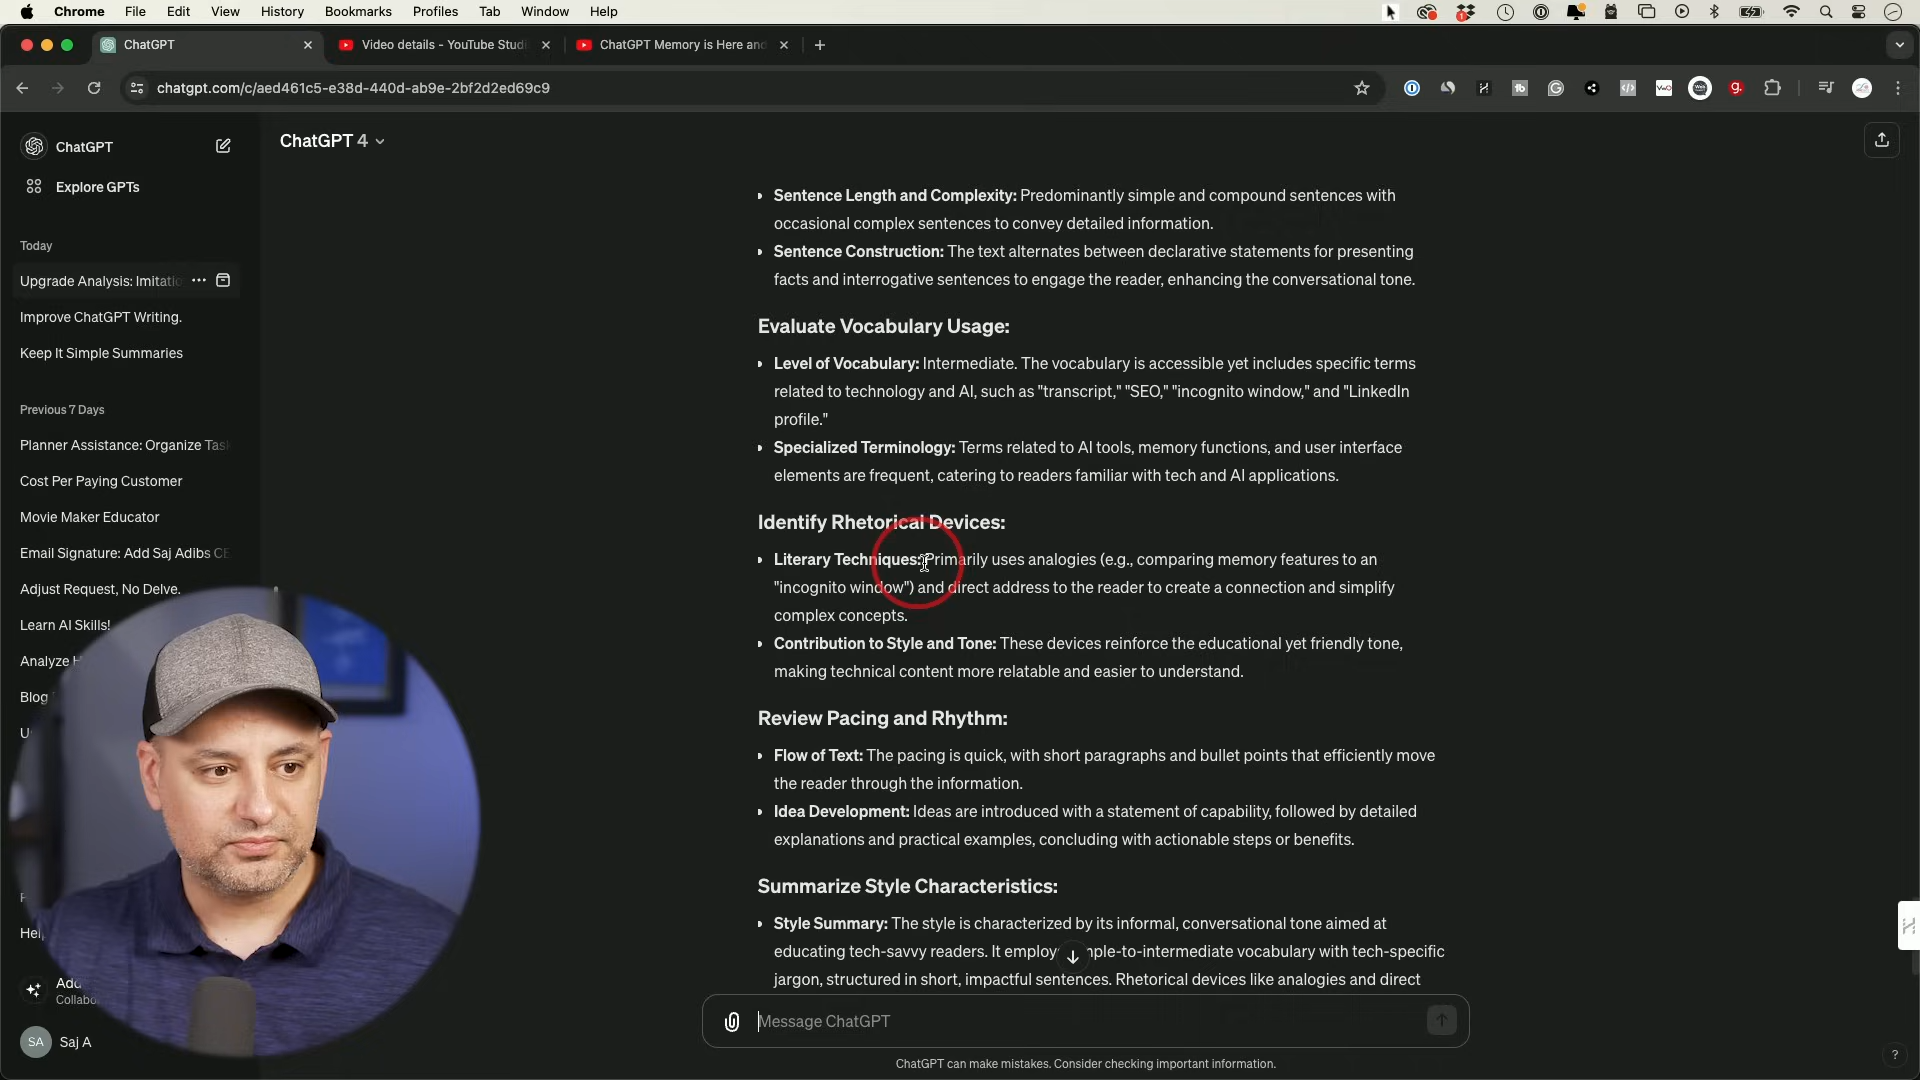 Chrome File Edit View History Bookmarks Profiles Tab Window Help
ChatGPT
Video details - YouTube Studi
ChatGPT Memory is Here and
chatgpt.com/c/aed461c5-e38d-440d-ab9e-2bf2d2ed69c9
ChatGPT
Explore GPTs
Today
Upgrade Analysis: Imitatio
Improve ChatGPT Writing.
Keep It Simple Summaries
Previous 7 Days
Planner Assistance: Organize Tas
Cost Per Paying Customer
Movie Maker Educator
Email Signature: Add Saj Adibs CE
Adjust Request, No Delve.
Learn AI Skills!
Analyze
Blog
Add
Collabo
SA
Saj A
ChatGPT 4
• Sentence Length and Complexity: Predominantly simple and compound sentences with
occasional complex sentences to convey detailed information.
• Sentence Construction: The text alternates between declarative statements for presenting
facts and interrogative sentences to engage the reader, enhancing the conversational tone.
Evaluate Vocabulary Usage:
• Level of Vocabulary: Intermediate. The vocabulary is accessible yet includes specific terms
related to technology and AI, such as "transcript," "SEO," "incognito window," and "LinkedIn
profile."
• Specialized Terminology: Terms related to AI tools, memory functions, and user interface
elements are frequent, catering to readers familiar with tech and AI applications.
Identify Rhetorical Devices:
• Literary Techniques: Primarily uses analogies (e.g., comparing memory features to an
"incognito window") and direct address to the reader to create a connection and simplify
complex concepts.
• Contribution to Style and Tone: These devices reinforce the educational yet friendly tone,
making technical content more relatable and easier to understand.
Review Pacing and Rhythm:
• Flow of Text: The pacing is quick, with short paragraphs and bullet points that efficiently move
the reader through the information.
• Idea Development: Ideas are introduced with a statement of capability, followed by detailed
explanations and practical examples, concluding with actionable steps or benefits.
Summarize Style Characteristics:
• Style Summary: The style is characterized by its informal, conversational tone aimed at
educating tech-savvy readers. It employ ple-to-intermediate vocabulary with tech-specific
jargon, structured in short, impactful sentences. Rhetorical devices like analogies and direct
Message ChatGPT
ChatGPT can make mistakes. Consider checking important information.
?